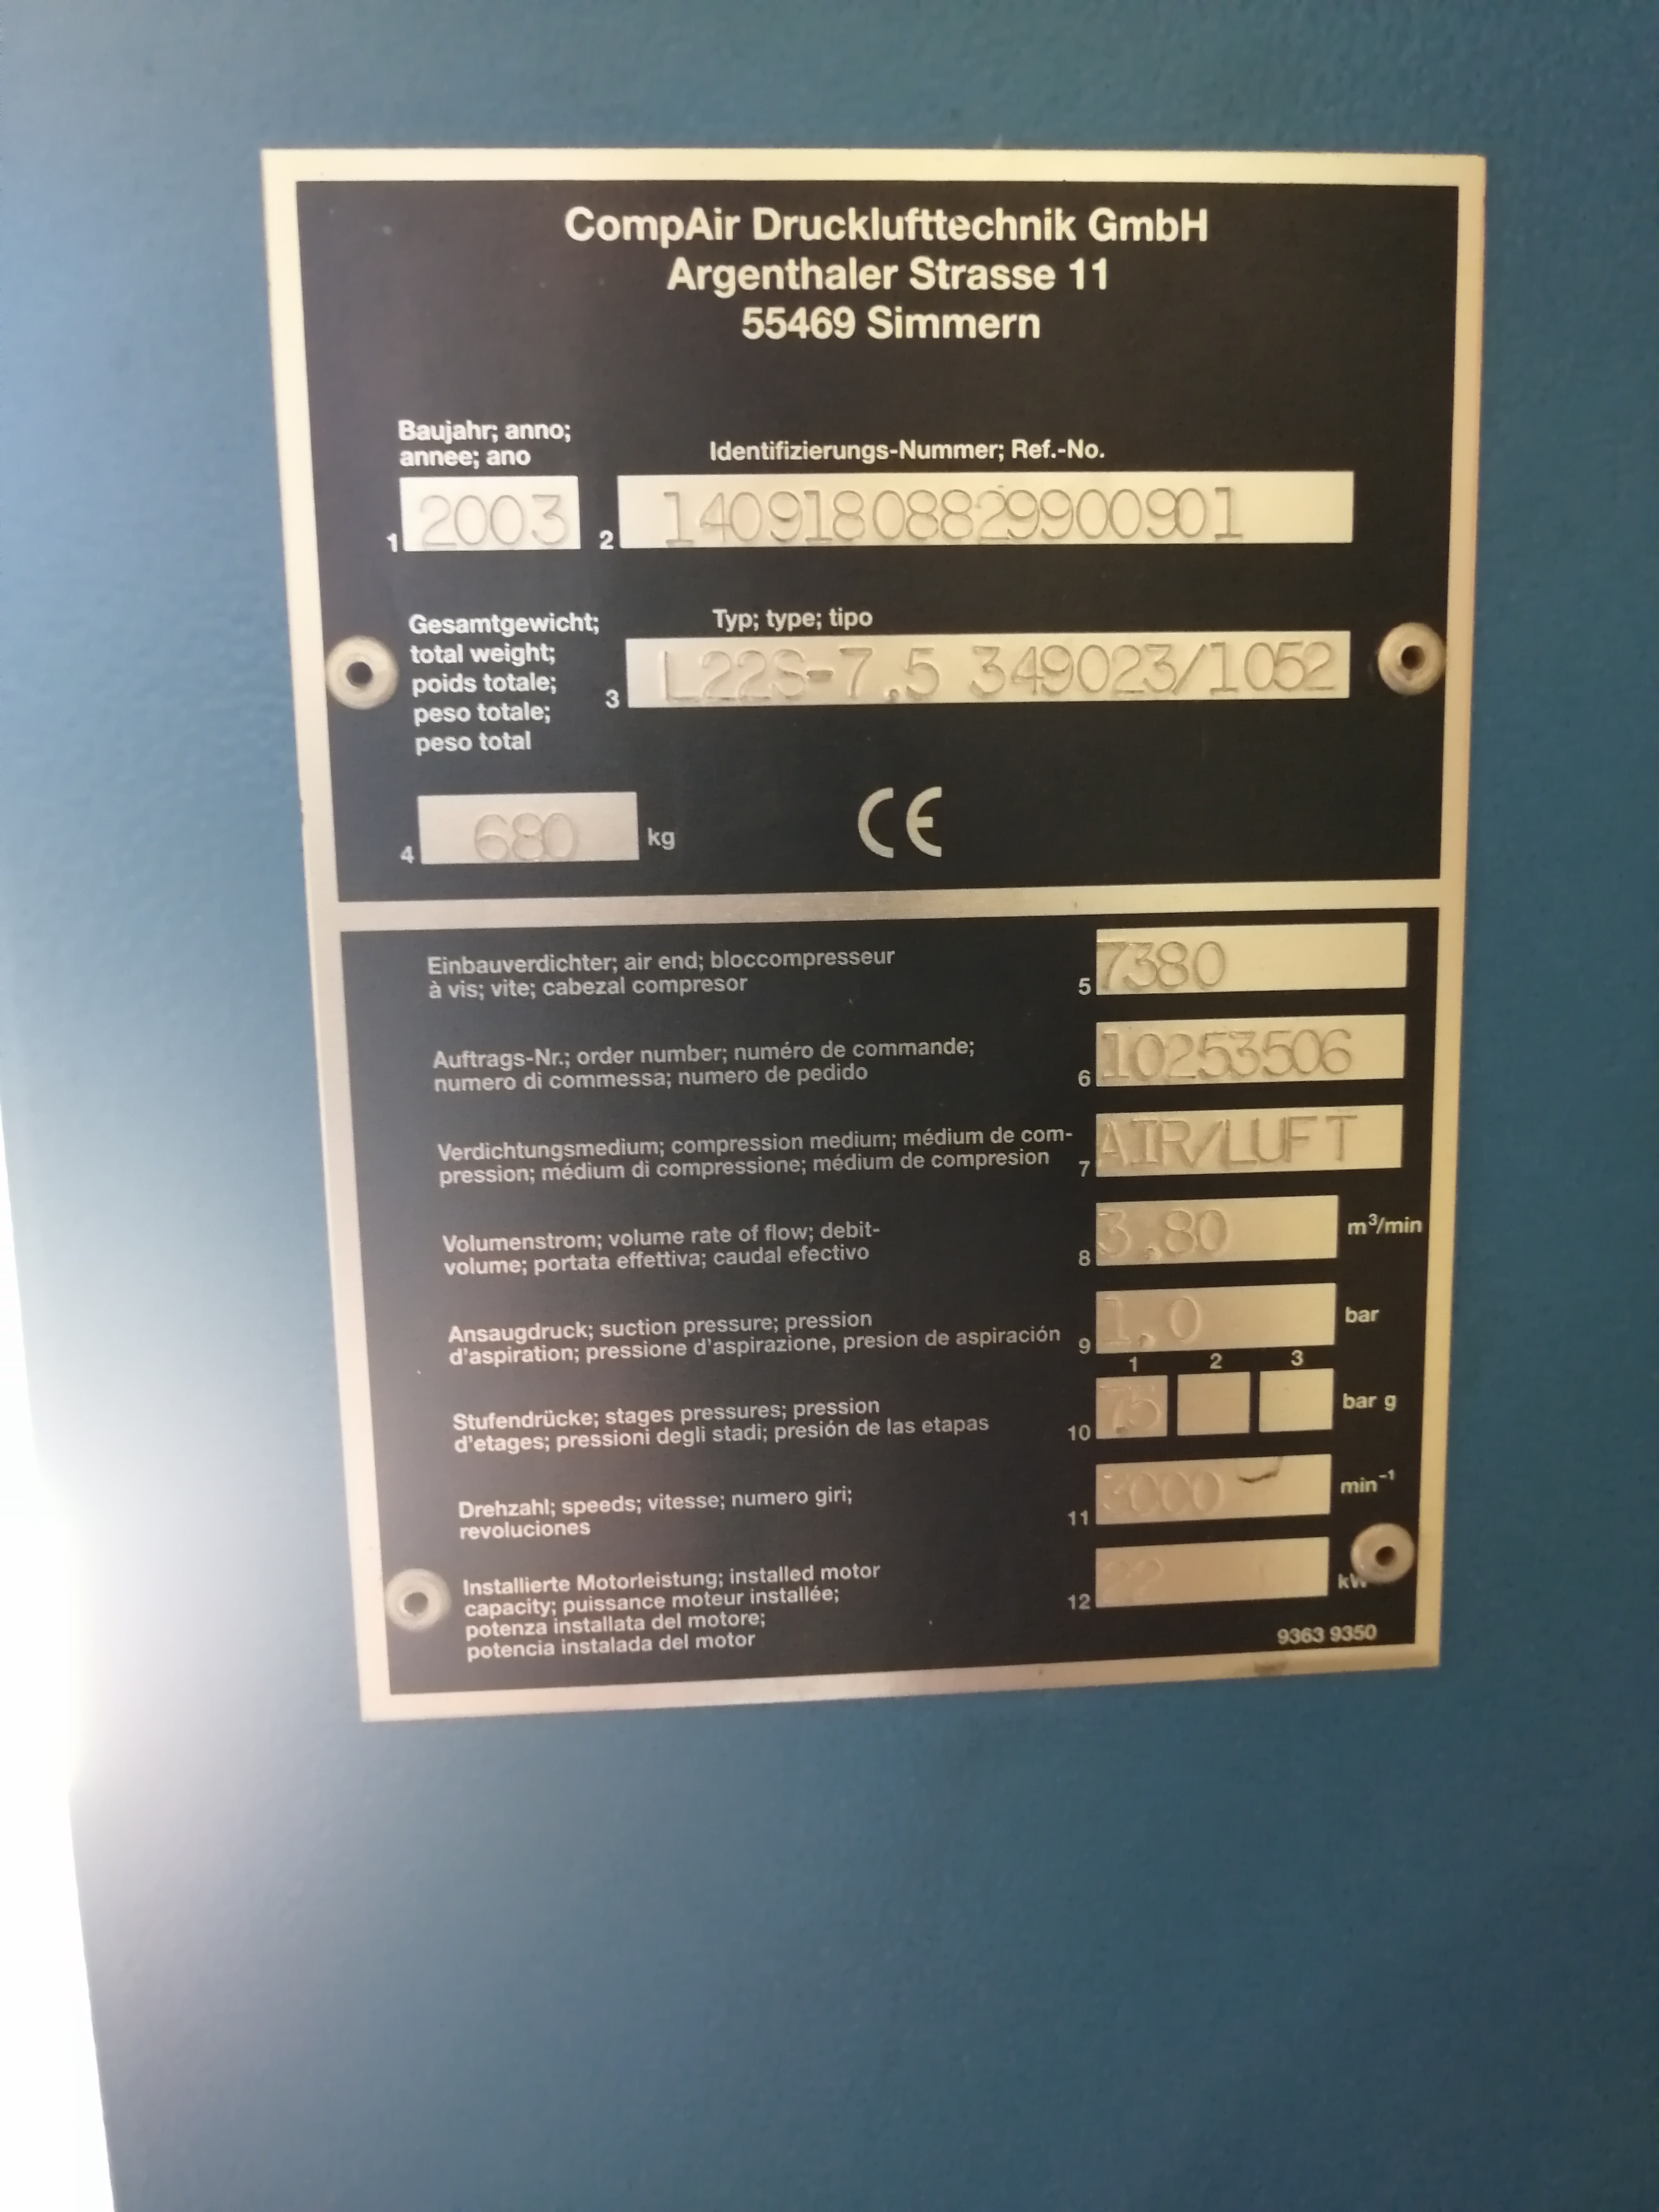 CompAir Drucklufttechnik GmbH
Argenthaler Strasse 11
55469 Simmern
Baujahr; anno;
annee; ano
Identifizierungs-Nummer; Ref.-No.
1 2003 2 14091808829900901
Gesamtgewicht;
total weight;
poids totale;
peso totale;
peso total
Typ; type; tipo
3 L22S-7,5 349023/1052
4 680 kg
CE
Einbauverdichter; air end; bloccompresseur
à vis; vite; cabezal compresor
5 7380
Auftrags-Nr.; order number; numéro de commande;
numero di commessa; numero de pedido
6 10253506
Verdichtungsmedium; compression medium; médium de com-
pression; médium di compressione; médium de compresion
7 AIR/LUFT
Volumenstrom; volume rate of flow; debit-
volume; portata effettiva; caudal efectivo
8 3,80 m³/min
Ansaugdruck; suction pressure; pression
d'aspiration; pressione d'aspirazione, presion de aspiración
9 1,0 bar
1 2 3
Stufendrücke; stages pressures; pression
d'etages; pressioni degli stadi; presión de las etapas
10 7,5 bar g
Drehzahl; speeds; vitesse; numero giri;
revoluciones
11 3000 min⁻¹
Installierte Motorleistung; installed motor
capacity; puissance moteur installée;
potenza installata del motore;
potencia instalada del motor
12 22 kW
9363 9350